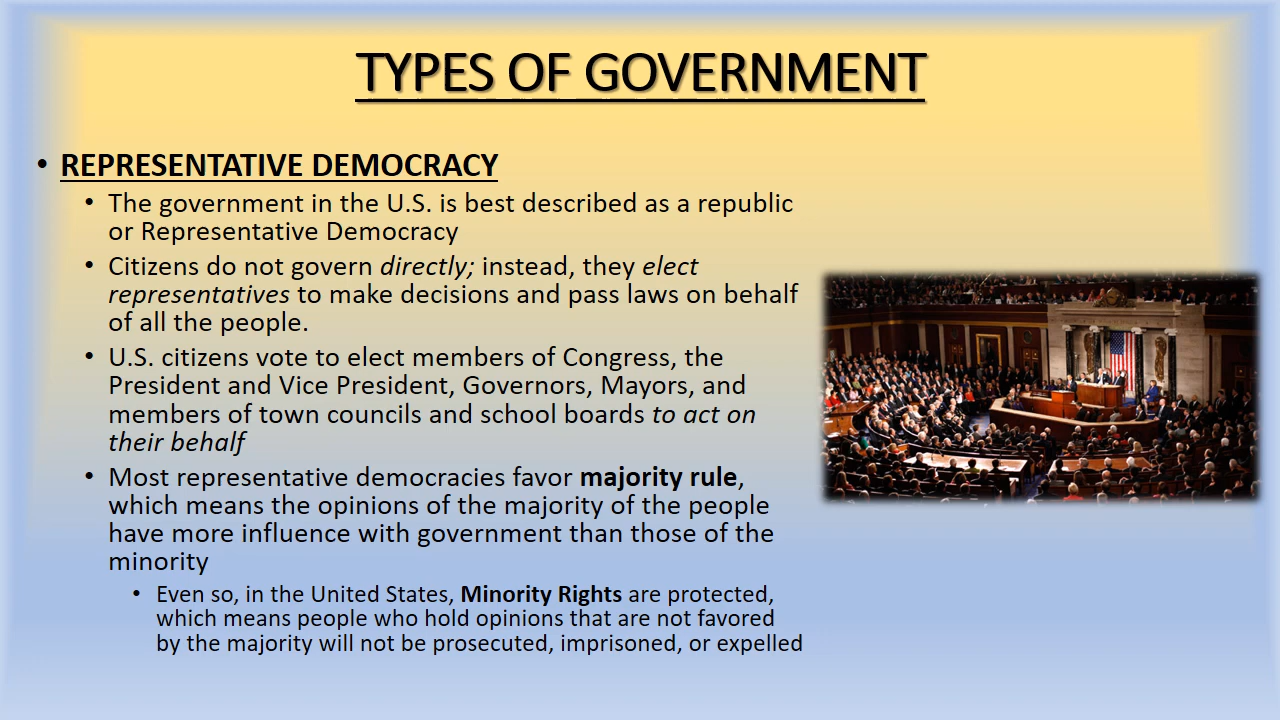 TYPES OF GOVERNMENT
• REPRESENTATIVE DEMOCRACY
• The government in the U.S. is best described as a republic
or Representative Democracy
• Citizens do not govern directly; instead, they elect
representatives to make decisions and pass laws on behalf
of all the people.
• U.S. citizens vote to elect members of Congress, the
President and Vice President, Governors, Mayors, and
members of town councils and school boards to act on
their behalf
• Most representative democracies favor majority rule,
which means the opinions of the majority of the people
have more influence with government than those of the
minority
• Even so, in the United States, Minority Rights are protected,
which means people who hold opinions that are not favored
by the majority will not be prosecuted, imprisoned, or expelled